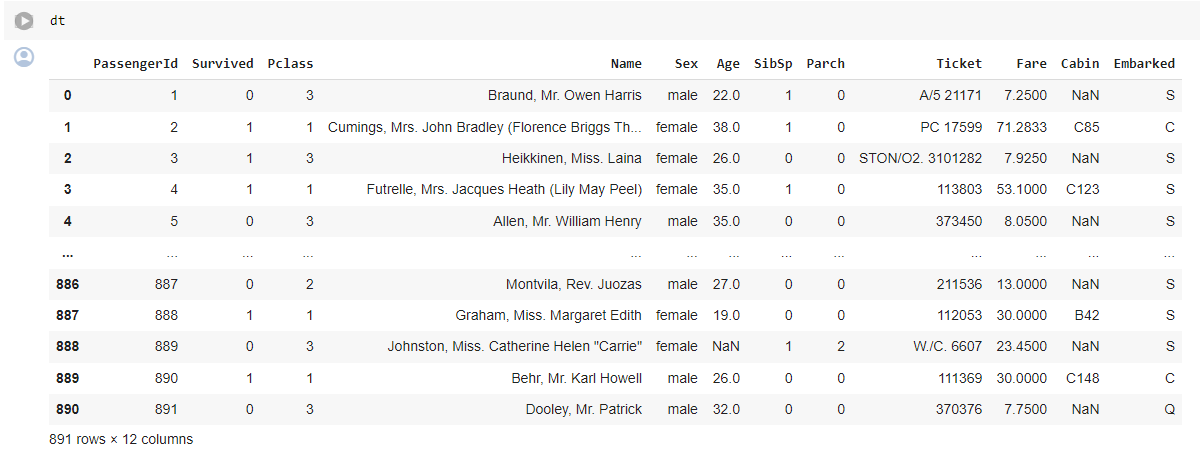 dt
PassengerId Survived Pclass Name Sex Age SibSp Parch Ticket Fare Cabin Embarked
0 1 0 3 Braund, Mr. Owen Harris male 22.0 1 0 A/5 21171 7.2500 NaN S
1 2 1 1 Cumings, Mrs. John Bradley (Florence Briggs Th... female 38.0 1 0 PC 17599 71.2833 C85 C
2 3 1 3 Heikkinen, Miss. Laina female 26.0 0 0 STON/O2. 3101282 7.9250 NaN S
3 4 1 1 Futrelle, Mrs. Jacques Heath (Lily May Peel) female 35.0 1 0 113803 53.1000 C123 S
4 5 0 3 Allen, Mr. William Henry male 35.0 0 0 373450 8.0500 NaN S
... ... ... ... ... ... ... ... ... ... ... ... ...
886 887 0 2 Montvila, Rev. Juozas male 27.0 0 0 211536 13.0000 NaN S
887 888 1 1 Graham, Miss. Margaret Edith female 19.0 0 0 112053 30.0000 B42 S
888 889 0 3 Johnston, Miss. Catherine Helen "Carrie" female NaN 1 2 W./C. 6607 23.4500 NaN S
889 890 1 1 Behr, Mr. Karl Howell male 26.0 0 0 111369 30.0000 C148 C
890 891 0 3 Dooley, Mr. Patrick male 32.0 0 0 370376 7.7500 NaN Q
891 rows × 12 columns